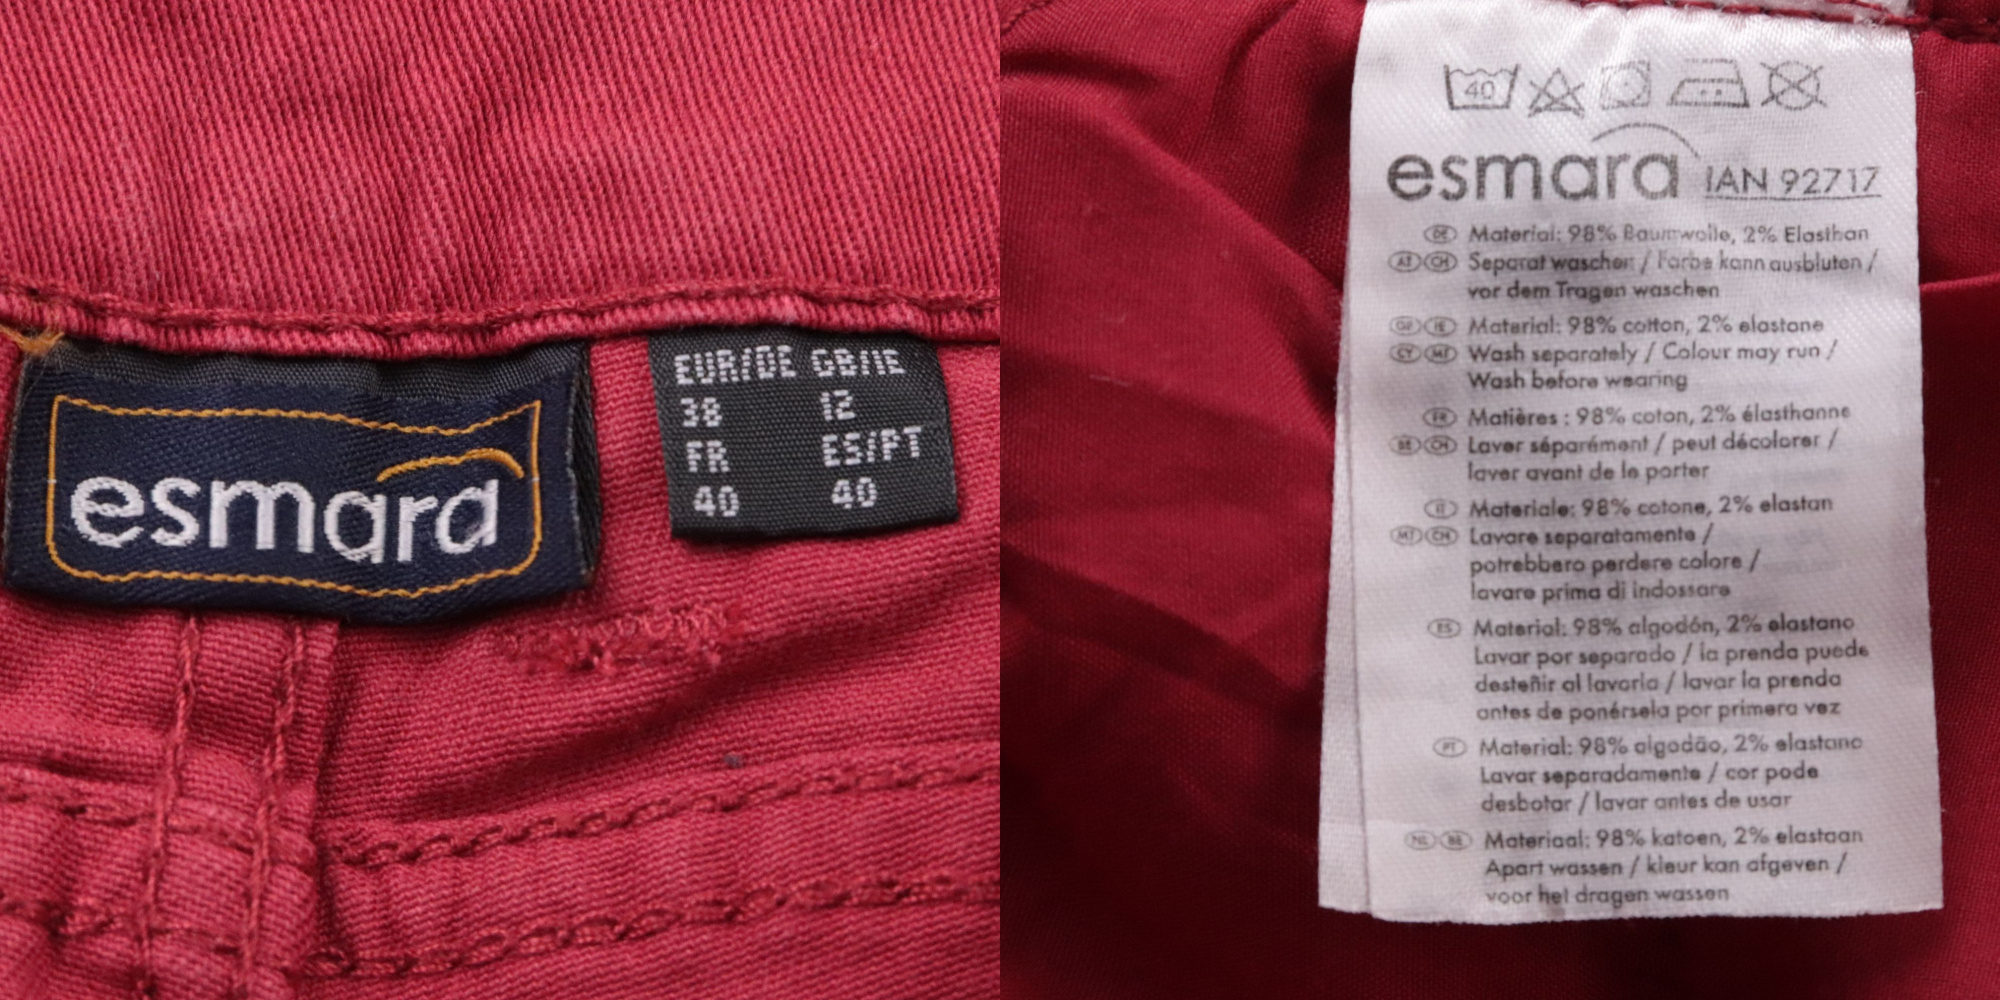 esmara
EUR/DE GB/IE
38 12
FR ES/PT
40 40
40
esmara IAN 92717
DE Material: 98% Baumwolle, 2% Elasthan
AT CH Separat waschen / Farbe kann ausbluten /
vor dem Tragen waschen
GB IE Material: 98% cotton, 2% elastane
CY MT Wash separately / Colour may run /
Wash before wearing
FR Matières : 98% coton, 2% élasthanne
BE CH Laver séparément / peut décolorer /
laver avant de le porter
IT Materiale: 98% cotone, 2% elastan
MT CH Lavare separatamente /
potrebbero perdere colore /
lavare prima di indossare
ES Material: 98% algodón, 2% elastano
Lavar por separado / la prenda puede
desteñir al lavarla / lavar la prenda
antes de ponérsela por primera vez
PT Material: 98% algodão, 2% elastano
Lavar separadamente / cor pode
desbotar / lavar antes de usar
NL BE Materiaal: 98% katoen, 2% elastaan
Apart wassen / kleur kan afgeven /
voor het dragen wassen